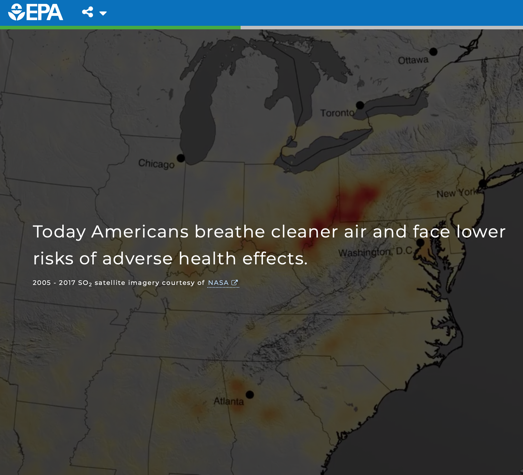 EPA
Ottawa
Toronto
Chicago
New York
Today Americans breathe cleaner air and face lower
risks of adverse health effects.
Washington, D.C.
2005 - 2017 SO₂ satellite imagery courtesy of NASA
Atlanta